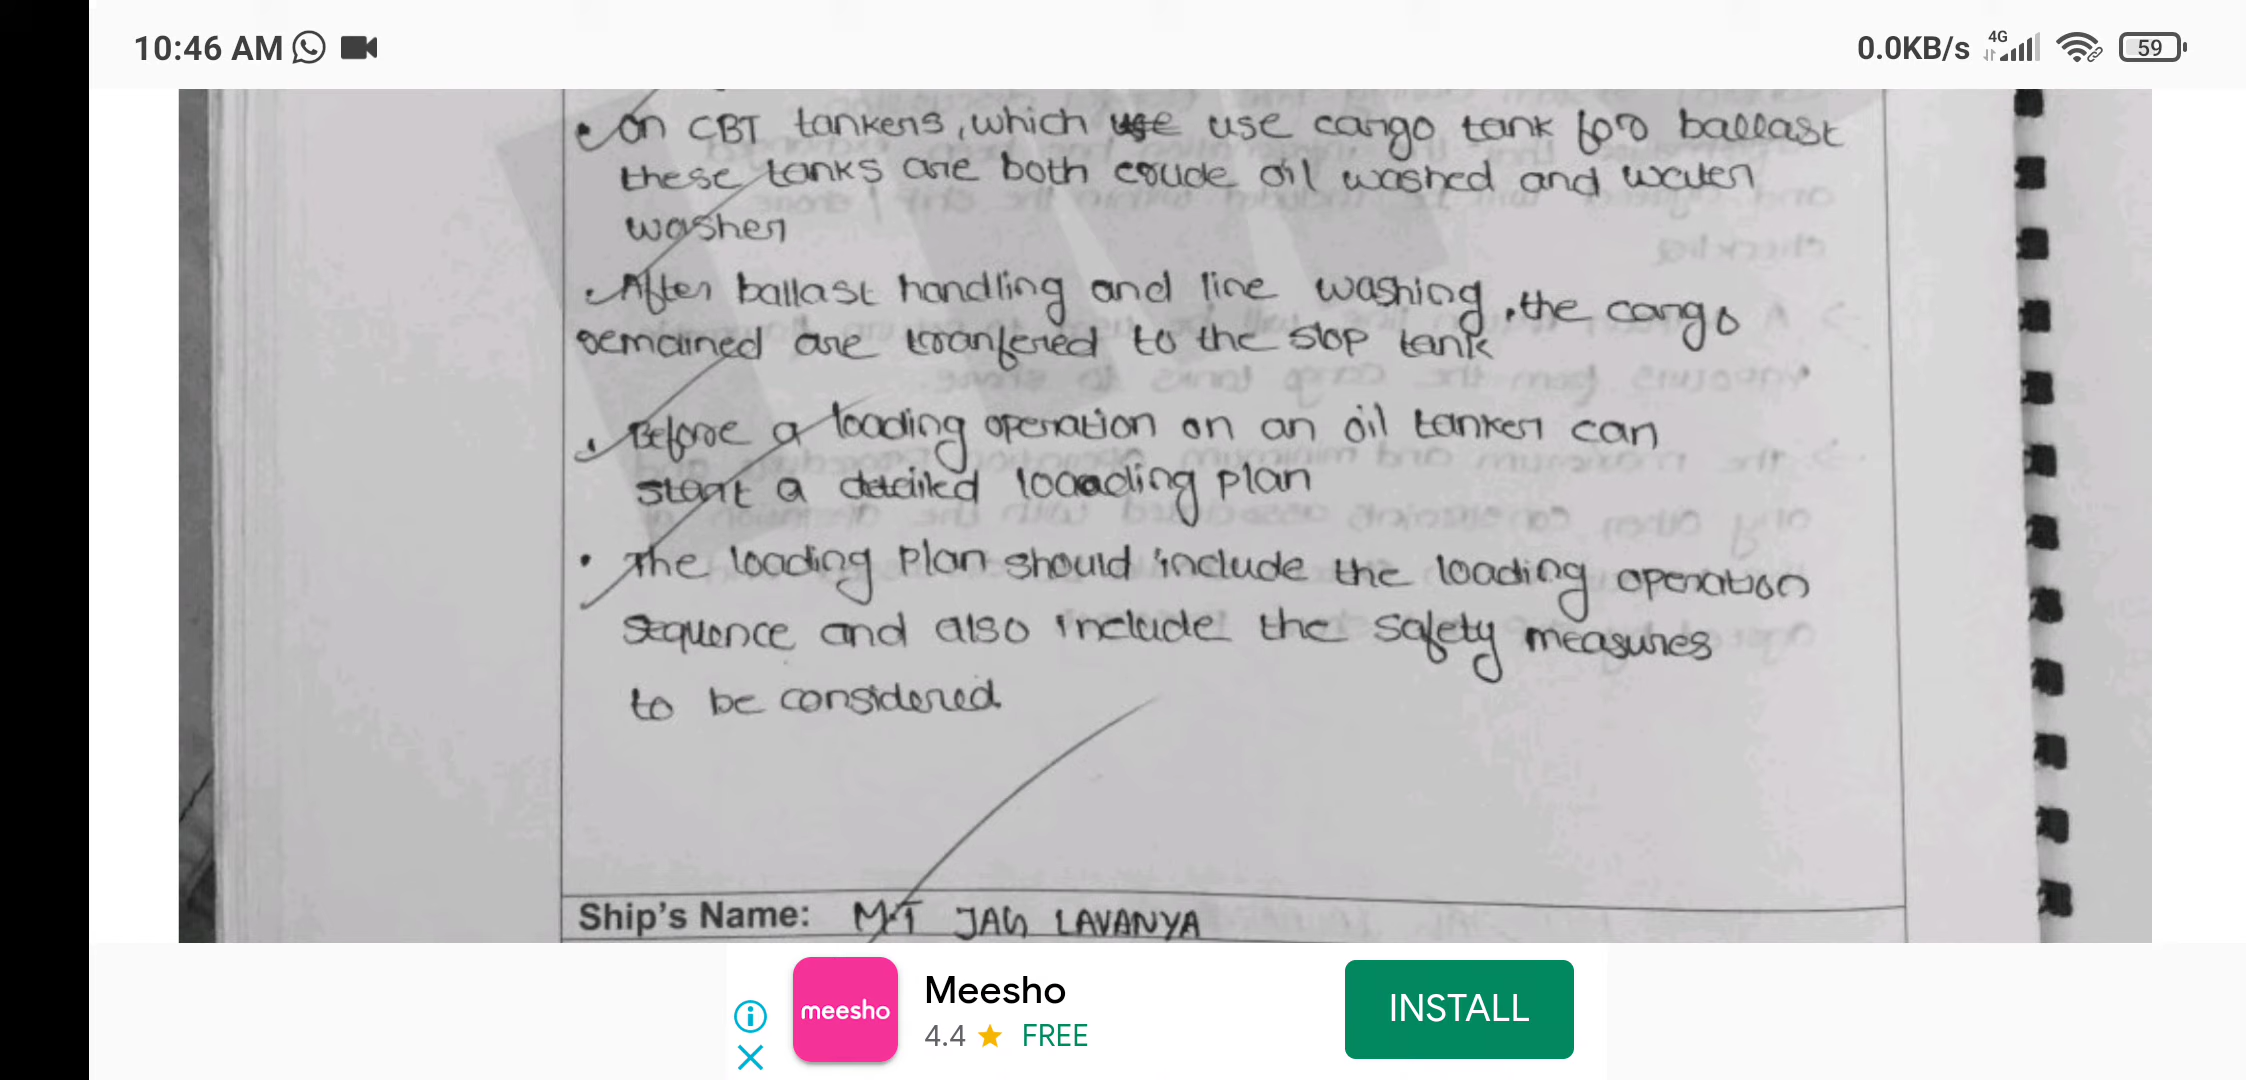 10:46 AM
0.0KB/s 4G 59
• On CBT tankers, which use use cargo tank for ballast
these tanks are both crude oil washed and water
washer
• After ballast handling and line washing, the cargo
remained are tranfered to the slop tank
• Before a loading operation on an oil tanker can
start a detailed loading plan
• The loading plan should include the loading operation
sequence and also include the safety measures
to be considered
Ship's Name: M.T JAG LAVANYA
meesho
Meesho
4.4 ★ FREE
INSTALL